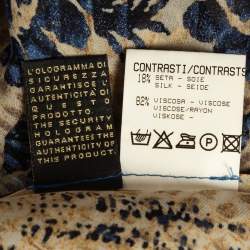 L'OLOGRAMMA DI
SICUREZZA
GARANTISCE L'
AUTENTICITÀ DI
QUESTO
PRODOTTO
THE SECURITY
HOLOGRAM
GUARANTEES THE
AUTHENTICITY OF
THIS PRODUCT.
CONTRASTI/CONTRASTS
18% SETA - SOIE
SILK - SEIDE
82% VISCOSA - VISCOSE
VISCOSE/RAYON
VISKOSE -